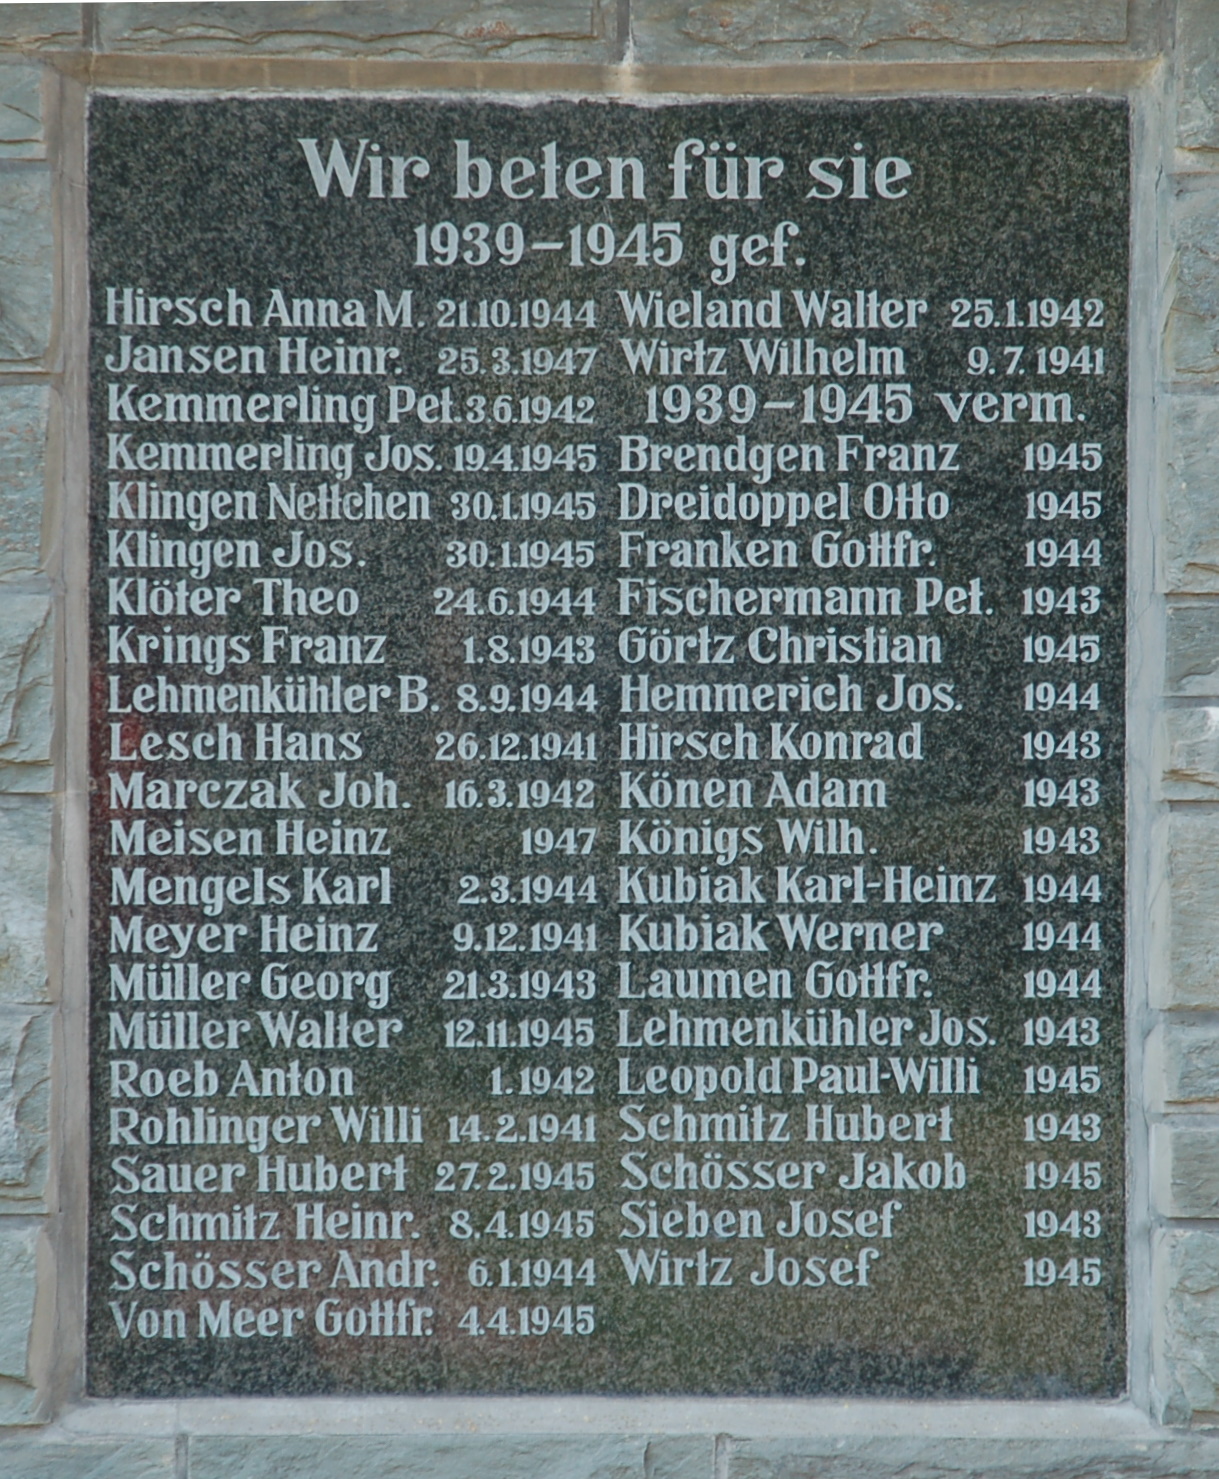 Wir beten für sie
1939-1945 gef.
Hirsch Anna M. 21.10.1944
Jansen Heinr. 25.3.1947
Kemmerling Pet. 3.6.1942
Kemmerling Jos. 19.4.1945
Klingen Nettchen 30.1.1945
Klingen Jos. 30.1.1945
Klöter Theo 24.6.1944
Krings Franz 1.8.1943
Lehmenkühler B. 8.9.1944
Lesch Hans 26.12.1941
Marczak Joh. 16.3.1942
Meisen Heinz 1947
Mengels Karl 2.3.1944
Meyer Heinz 9.12.1941
Müller Georg 21.3.1943
Müller Walter 12.11.1945
Roeb Anton 1.1942
Rohlinger Willi 14.2.1941
Sauer Hubert 27.2.1945
Schmitz Heinr. 8.4.1945
Schösser Andr. 6.1.1944
Von Meer Gottfr. 4.4.1945
Wieland Walter 25.1.1942
Wirtz Wilhelm 9.7.1941
1939-1945 verm.
Brendgen Franz 1945
Dreidoppel Otto 1945
Franken Gottfr. 1944
Fischermann Pet. 1943
Görtz Christian 1945
Hemmerich Jos. 1944
Hirsch Konrad 1943
Könen Adam 1943
Königs Wilh. 1943
Kubiak Karl-Heinz 1944
Kubiak Werner 1944
Laumen Gottfr. 1944
Lehmenkühler Jos. 1943
Leopold Paul-Willi 1945
Schmitz Hubert 1943
Schösser Jakob 1945
Sieben Josef 1943
Wirtz Josef 1945